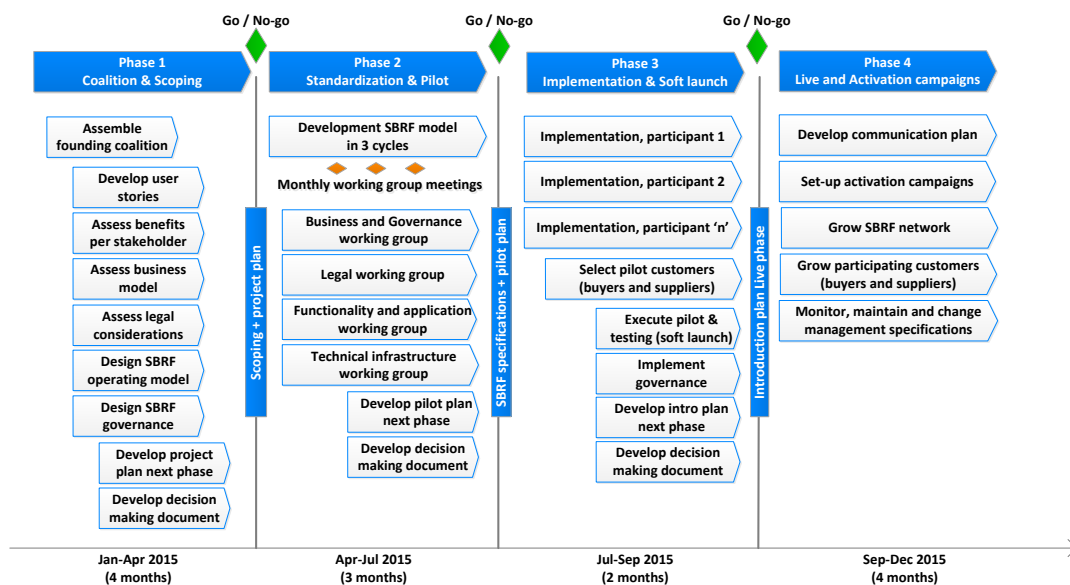 Go / No-go
Go / No-go
Go / No-go
Phase 1
Coalition & Scoping
Phase 2
Standardization & Pilot
Phase 3
Implementation & Soft launch
Phase 4
Live and Activation campaigns
Assemble
founding coalition
Develop user
stories
Assess benefits
per stakeholder
Assess business
model
Assess legal
considerations
Design SBRF
operating model
Design SBRF
governance
Develop project
plan next phase
Develop decision
making document
Scoping + project plan
Development SBRF model
in 3 cycles
Monthly working group meetings
Business and Governance
working group
Legal working group
Functionality and application
working group
Technical infrastructure
working group
Develop pilot plan
next phase
Develop decision
making document
SBRF specifications + pilot plan
Implementation, participant 1
Implementation, participant 2
Implementation, participant ‘n’
Select pilot customers
(buyers and suppliers)
Execute pilot &
testing (soft launch)
Implement
governance
Develop intro plan
next phase
Develop decision
making document
Introduction plan Live phase
Develop communication plan
Set-up activation campaigns
Grow SBRF network
Grow participating customers
(buyers and suppliers)
Monitor, maintain and change
management specifications
Jan-Apr 2015
(4 months)
Apr-Jul 2015
(3 months)
Jul-Sep 2015
(2 months)
Sep-Dec 2015
(4 months)